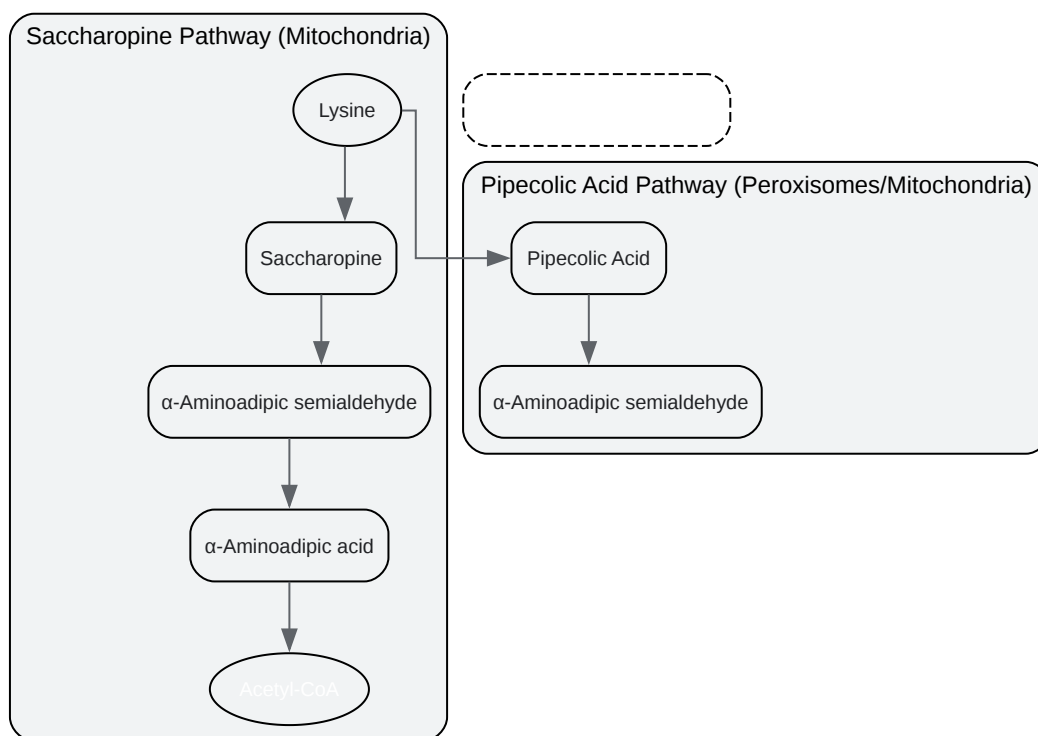 Saccharopine Pathway (Mitochondria)
Lysine
Pipecolic Acid Pathway (Peroxisomes/Mitochondria)
Saccharopine
Pipecolic Acid
α-Aminoadipic semialdehyde
α-Aminoadipic semialdehyde
α-Aminoadipic acid
Acetyl-CoA